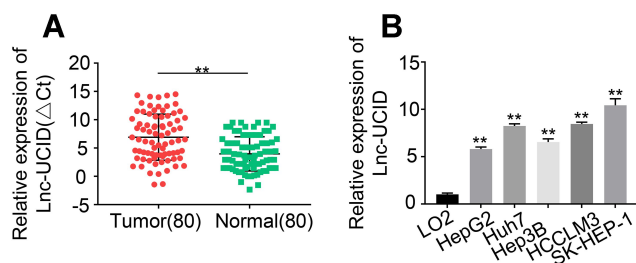 A
Relative expression of
Lnc-UCID(△Ct)
20
15
10
5
0
-5
**
Tumor(80)
Normal(80)
B
Relative expression of
Lnc-UCID
15
10
5
0
**
**
**
**
**
LO2
HepG2
Huh7
Hep3B
HCCLM3
SK-HEP-1